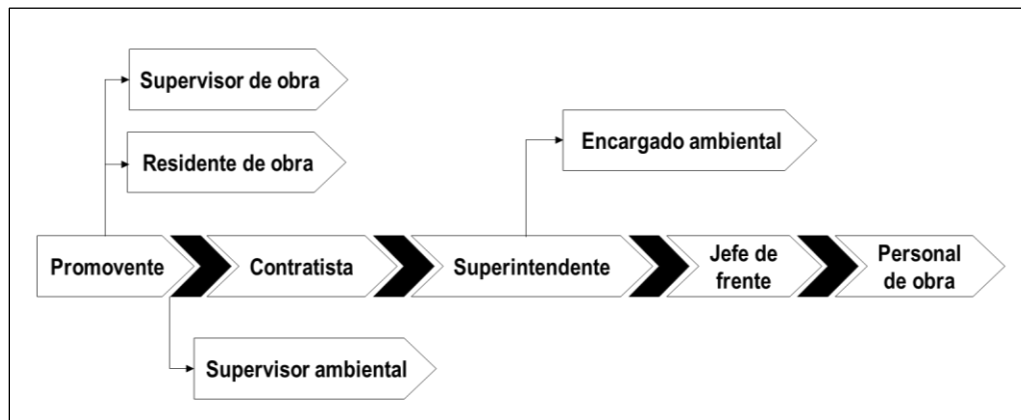 Supervisor de obra
Residente de obra
Encargado ambiental
Promovente
Contratista
Superintendente
Jefe de
frente
Personal
de obra
Supervisor ambiental